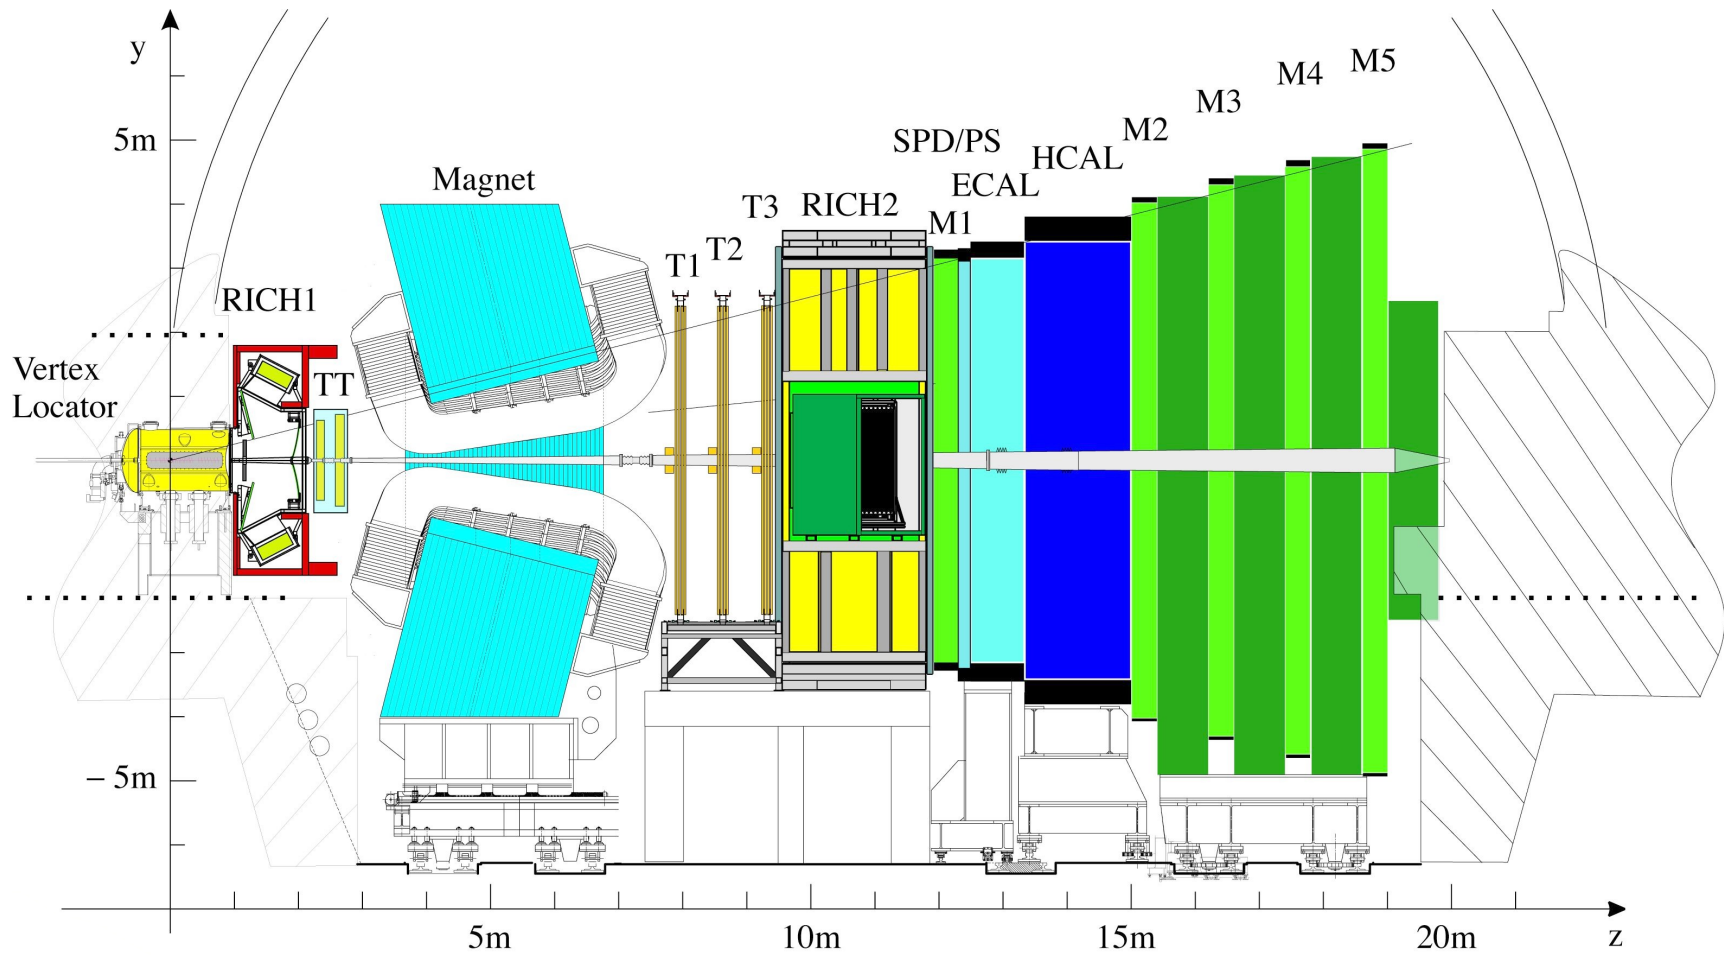 y
5m
− 5m
Vertex
Locator
RICH1
TT
Magnet
T1
T2
T3
RICH2
M1
SPD/PS
ECAL
HCAL
M2
M3
M4
M5
5m
10m
15m
20m
z